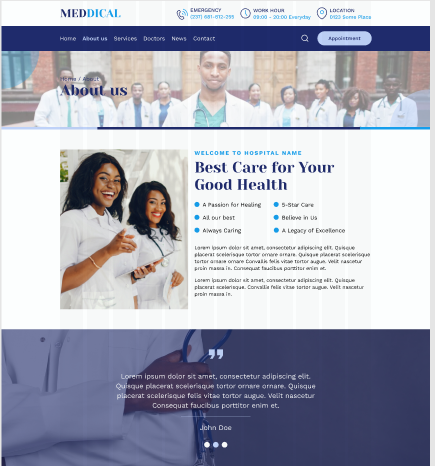 MEDDICAL
EMERGENCY
(237) 681-812-255
WORK HOUR
09:00 - 20:00 Everyday
LOCATION
0123 Some Place
Home About us Services Doctors News Contact
Appointment
Home / About
About us
WELCOME TO HOSPITAL NAME
Best Care for Your
Good Health
A Passion for Healing
5-Star Care
All our best
Believe in Us
Always Caring
A Legacy of Excellence
Lorem ipsum dolor sit amet, consectetur adipiscing elit. Quisque
placerat scelerisque tortor ornare ornare. Quisque placerat scelerisque
tortor ornare ornare Convallis felis vitae tortor augue. Velit nascetur
proin massa in. Consequat faucibus porttitor enim et.
Lorem ipsum dolor sit amet, consectetur adipiscing elit. Quisque
placerat scelerisque. Convallis felis vitae tortor augue. Velit nascetur
proin massa in.
Lorem ipsum dolor sit amet, consectetur adipiscing elit.
Quisque placerat scelerisque tortor ornare ornare. Quisque
placerat scelerisque felis vitae tortor augue. Velit nascetur
Consequat faucibus porttitor enim et.
John Doe